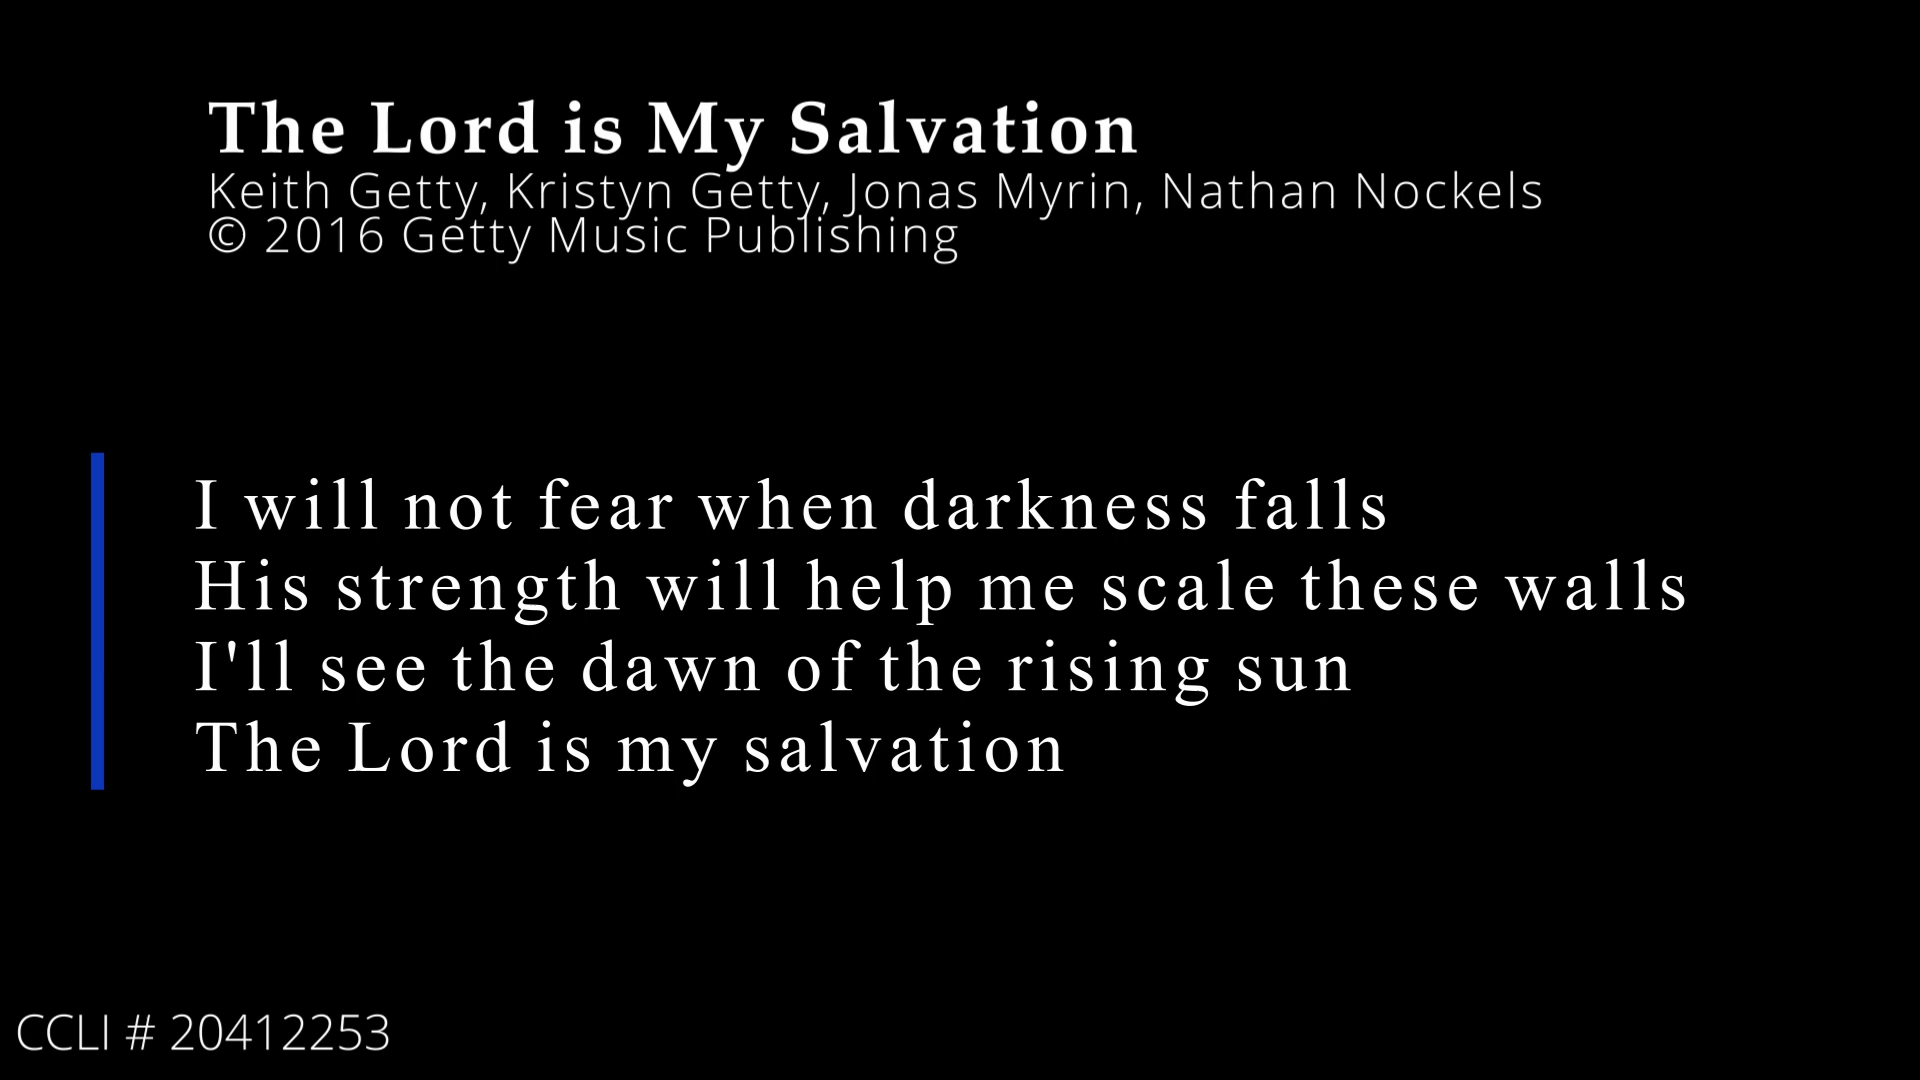 The Lord is My Salvation
Keith Getty, Kristyn Getty, Jonas Myrin, Nathan Nockels
© 2016 Getty Music Publishing
I will not fear when darkness falls
His strength will help me scale these walls
I'll see the dawn of the rising sun
The Lord is my salvation
CCLI # 20412253